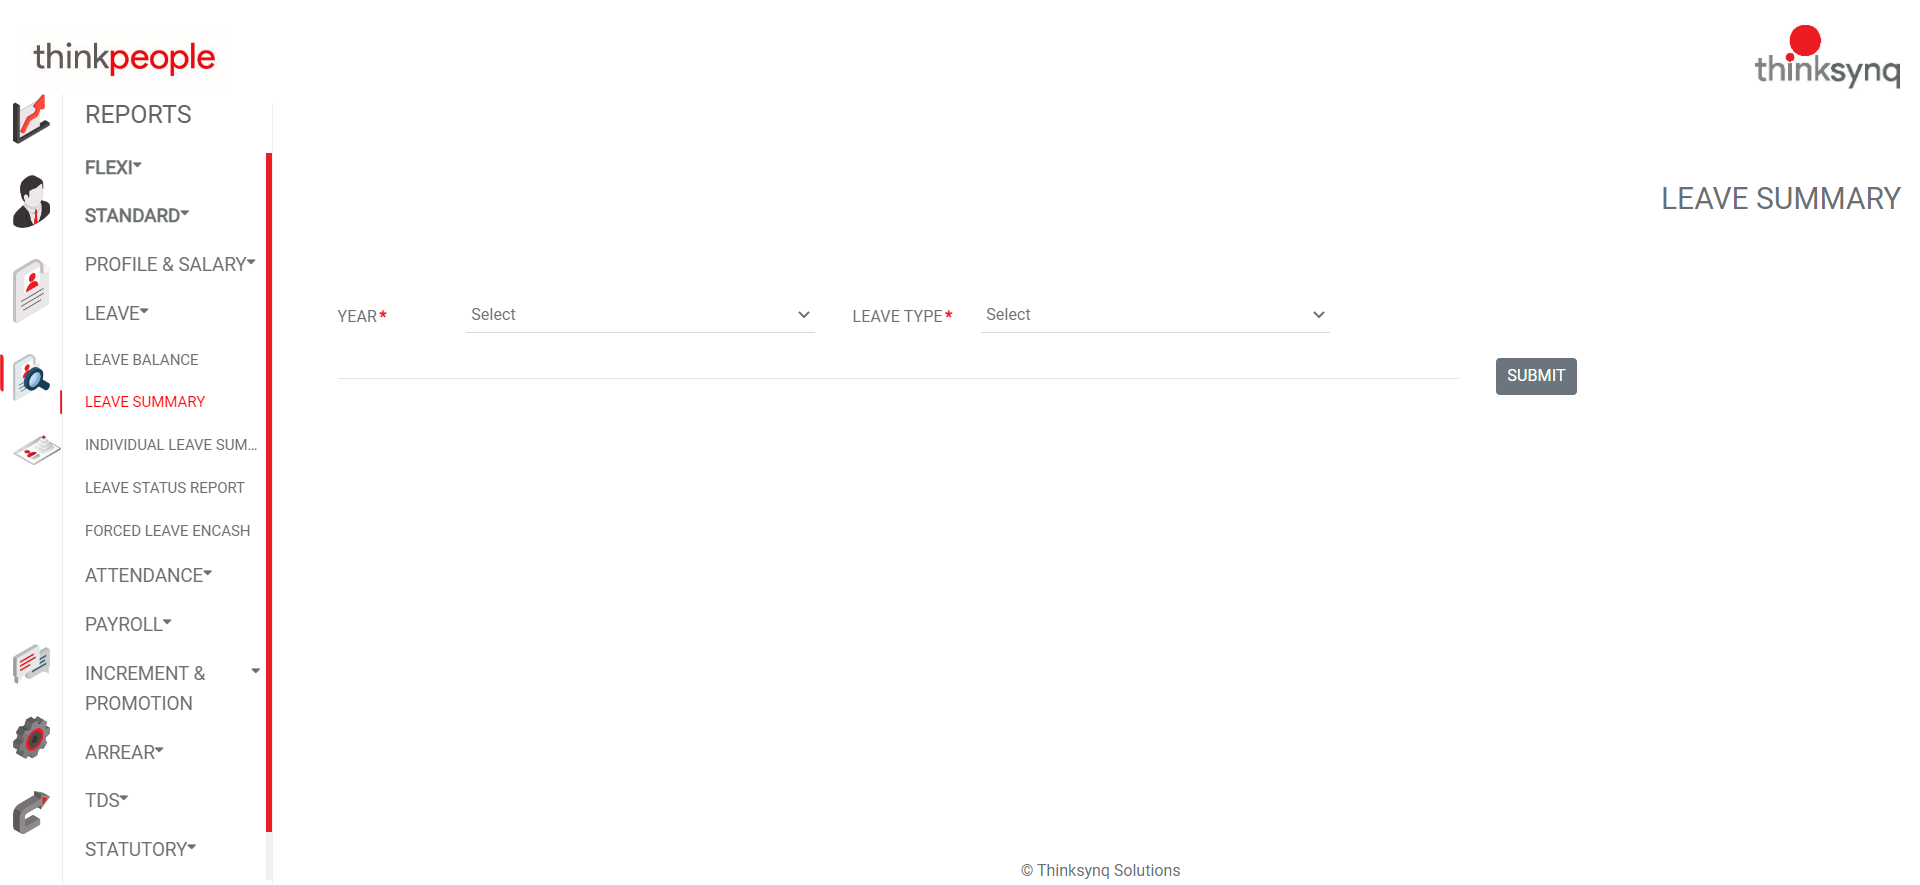 thinkpeople
thinksynq
REPORTS
FLEXI
STANDARD
PROFILE & SALARY
LEAVE
LEAVE BALANCE
LEAVE SUMMARY
INDIVIDUAL LEAVE SUM...
LEAVE STATUS REPORT
FORCED LEAVE ENCASH
ATTENDANCE
PAYROLL
INCREMENT &
PROMOTION
ARREAR
TDS
STATUTORY
LEAVE SUMMARY
YEAR* Select LEAVE TYPE* Select
SUBMIT
© Thinksynq Solutions